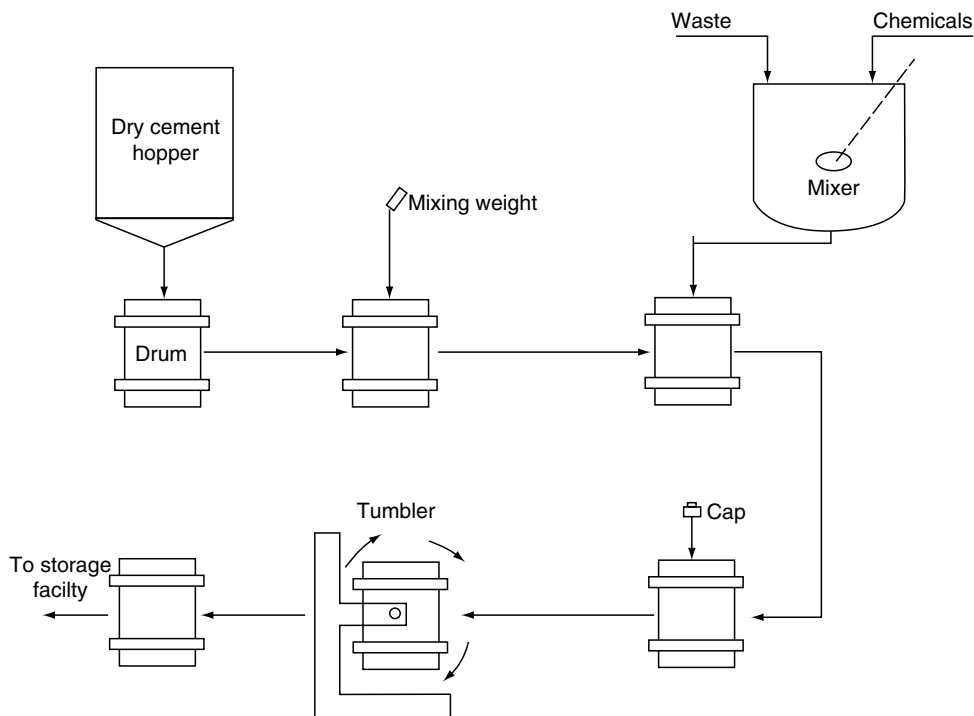 Waste
Chemicals
Dry cement
hopper
Mixing weight
Mixer
Drum
Tumbler
Cap
To storage
facilty